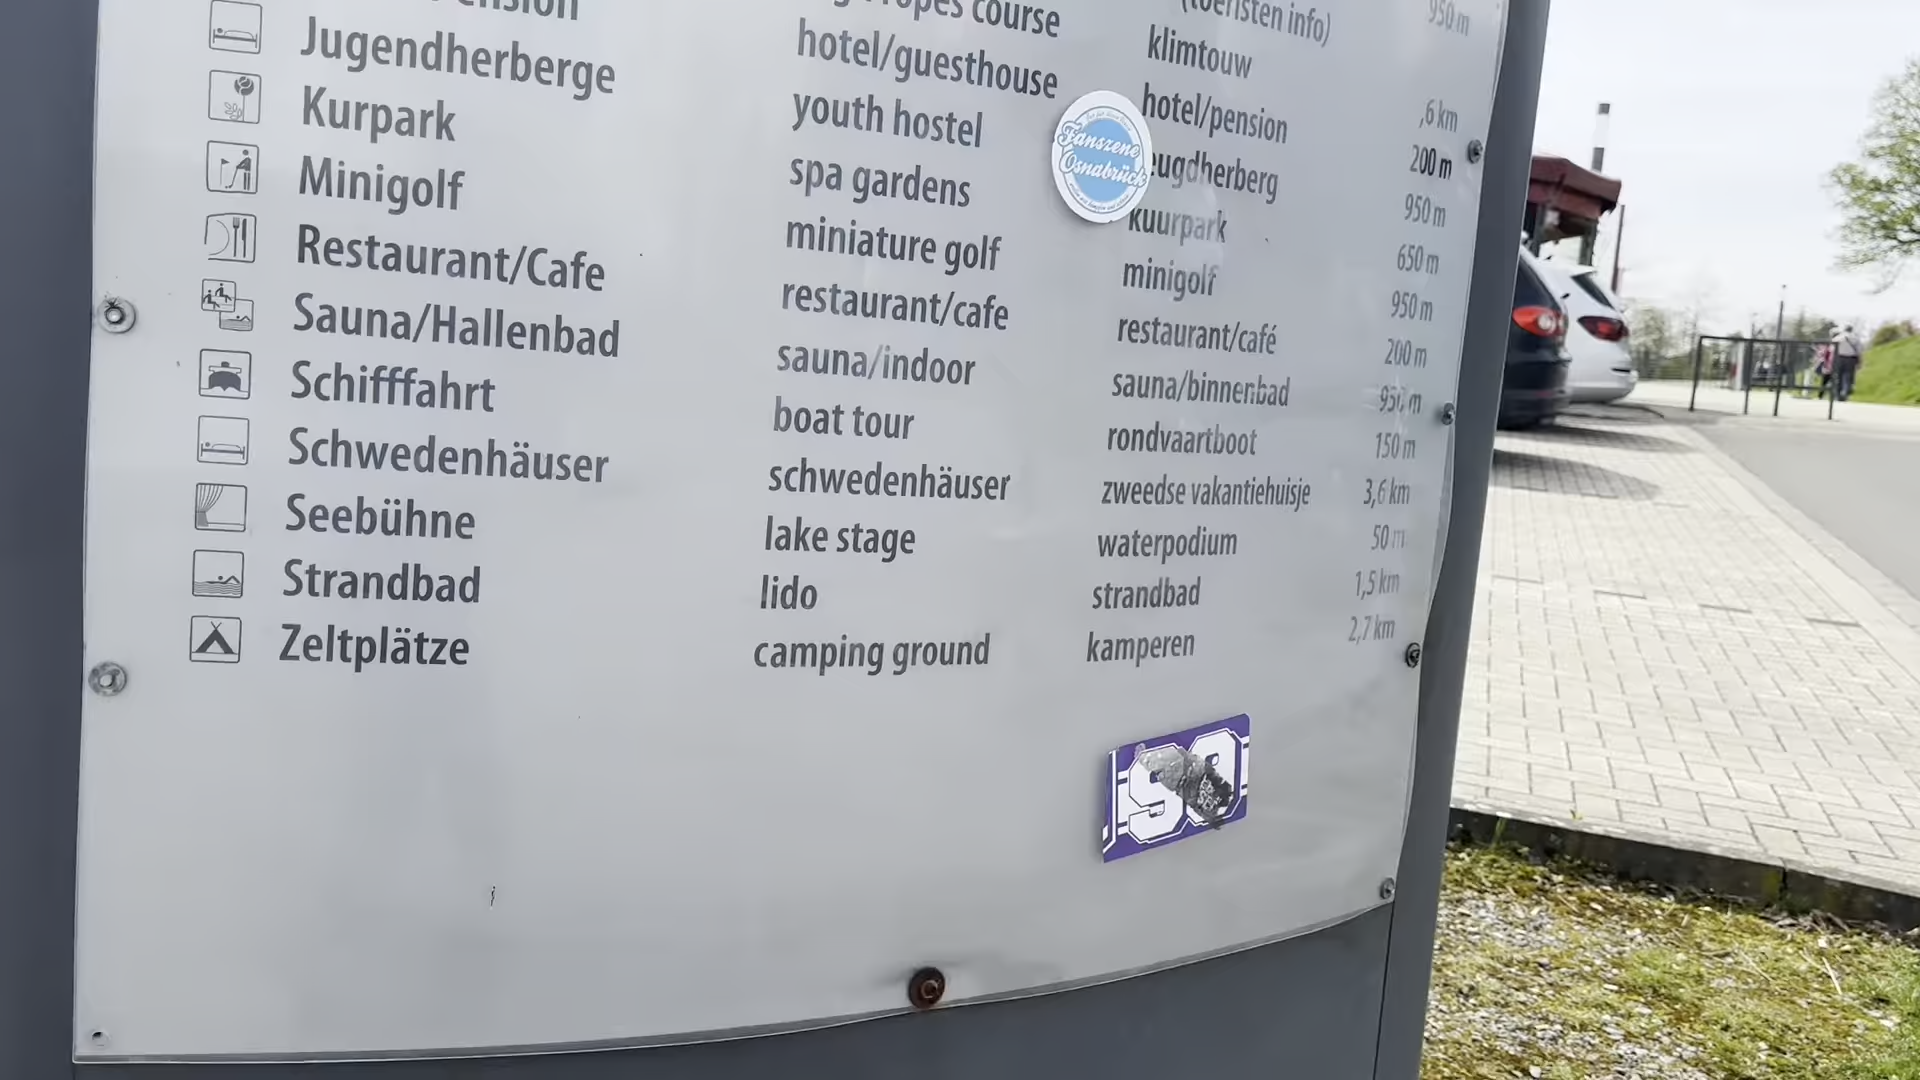 ension
Jugendherberge
Kurpark
Minigolf
Restaurant/Cafe
Sauna/Hallenbad
Schifffahrt
Schwedenhäuser
Seebühne
Strandbad
Zeltplätze
ropes course
hotel/guesthouse
youth hostel
spa gardens
miniature golf
restaurant/cafe
sauna/indoor
boat tour
schwedenhäuser
lake stage
lido
camping ground
(toeristen info)
klimtouw
hotel/pension
eugdherberg
kuurpark
minigolf
restaurant/café
sauna/binnenbad
rondvaartboot
zweedse vakantiehuisje
waterpodium
strandbad
kamperen
950 m
,6 km
200 m
950 m
650 m
950 m
200 m
950 m
150 m
3,6 km
50 m
1,5 km
2,7 km
Fanszene
Osnabrück